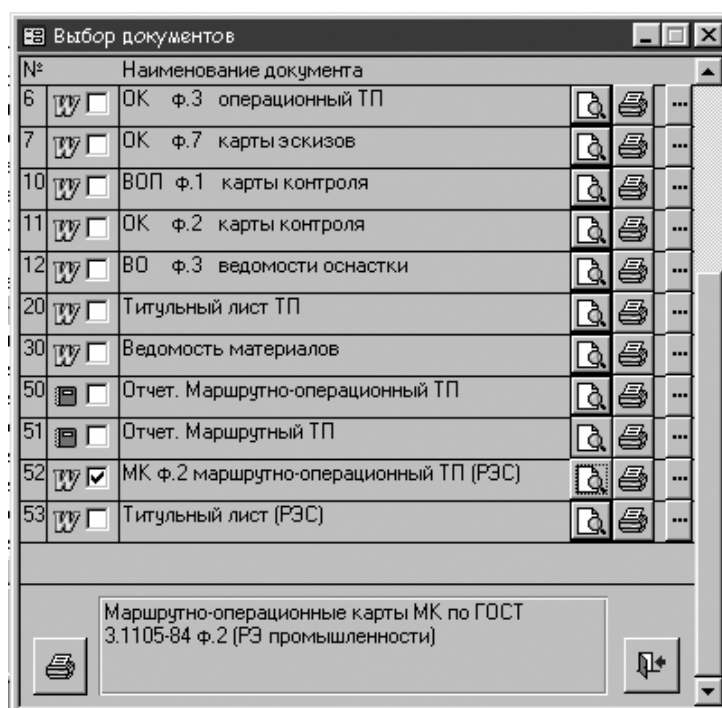 Выбор документов
№ Наименование документа
6 W ОК ф.3 операционный ТП ...
7 W ОК ф.7 карты эскизов ...
10 W ВОП ф.1 карты контроля ...
11 W ОК ф.2 карты контроля ...
12 W ВО ф.3 ведомости оснастки ...
20 W Титульный лист ТП ...
30 W Ведомость материалов ...
50 Отчет. Маршрутно-операционный ТП ...
51 Отчет. Маршрутный ТП ...
52 W МК ф.2 маршрутно-операционный ТП (РЭС) ...
53 W Титульный лист (РЭС) ...
Маршрутно-операционные карты МК по ГОСТ
3.1105-84 ф.2 (РЭ промышленности)